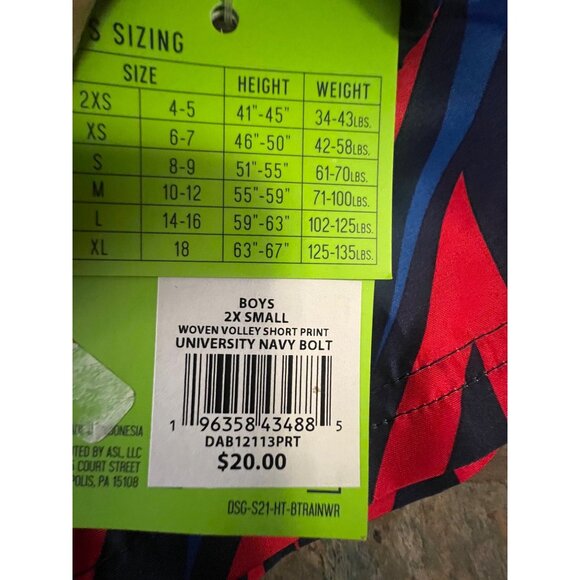 S SIZING
SIZE HEIGHT WEIGHT
2XS 4-5 41"-45" 34-43LBS.
XS 6-7 46"-50" 42-58LBS.
S 8-9 51"-55" 61-70LBS.
M 10-12 55"-59" 71-100LBS.
L 14-16 59"-63" 102-125LBS.
XL 18 63"-67" 125-135LBS.
BOYS
2X SMALL
WOVEN VOLLEY SHORT PRINT
UNIVERSITY NAVY BOLT
1 96358 43488 5
DAB12113PRT
$20.00
ONESIA
TED BY ASL, LLC
COURT STREET
POLIS, PA 15108
DSG-S21-HT-BTRAINWR